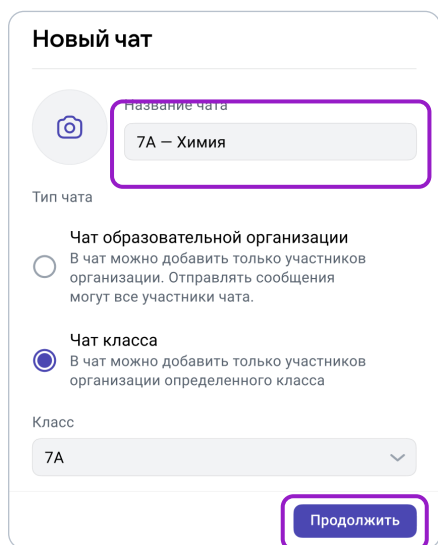 Новый чат
Название чата
7А — Химия
Тип чата
Чат образовательной организации
В чат можно добавить только участников
организации. Отправлять сообщения
могут все участники чата.
Чат класса
В чат можно добавить только участников
организации определенного класса
Класс
7А
Продолжить